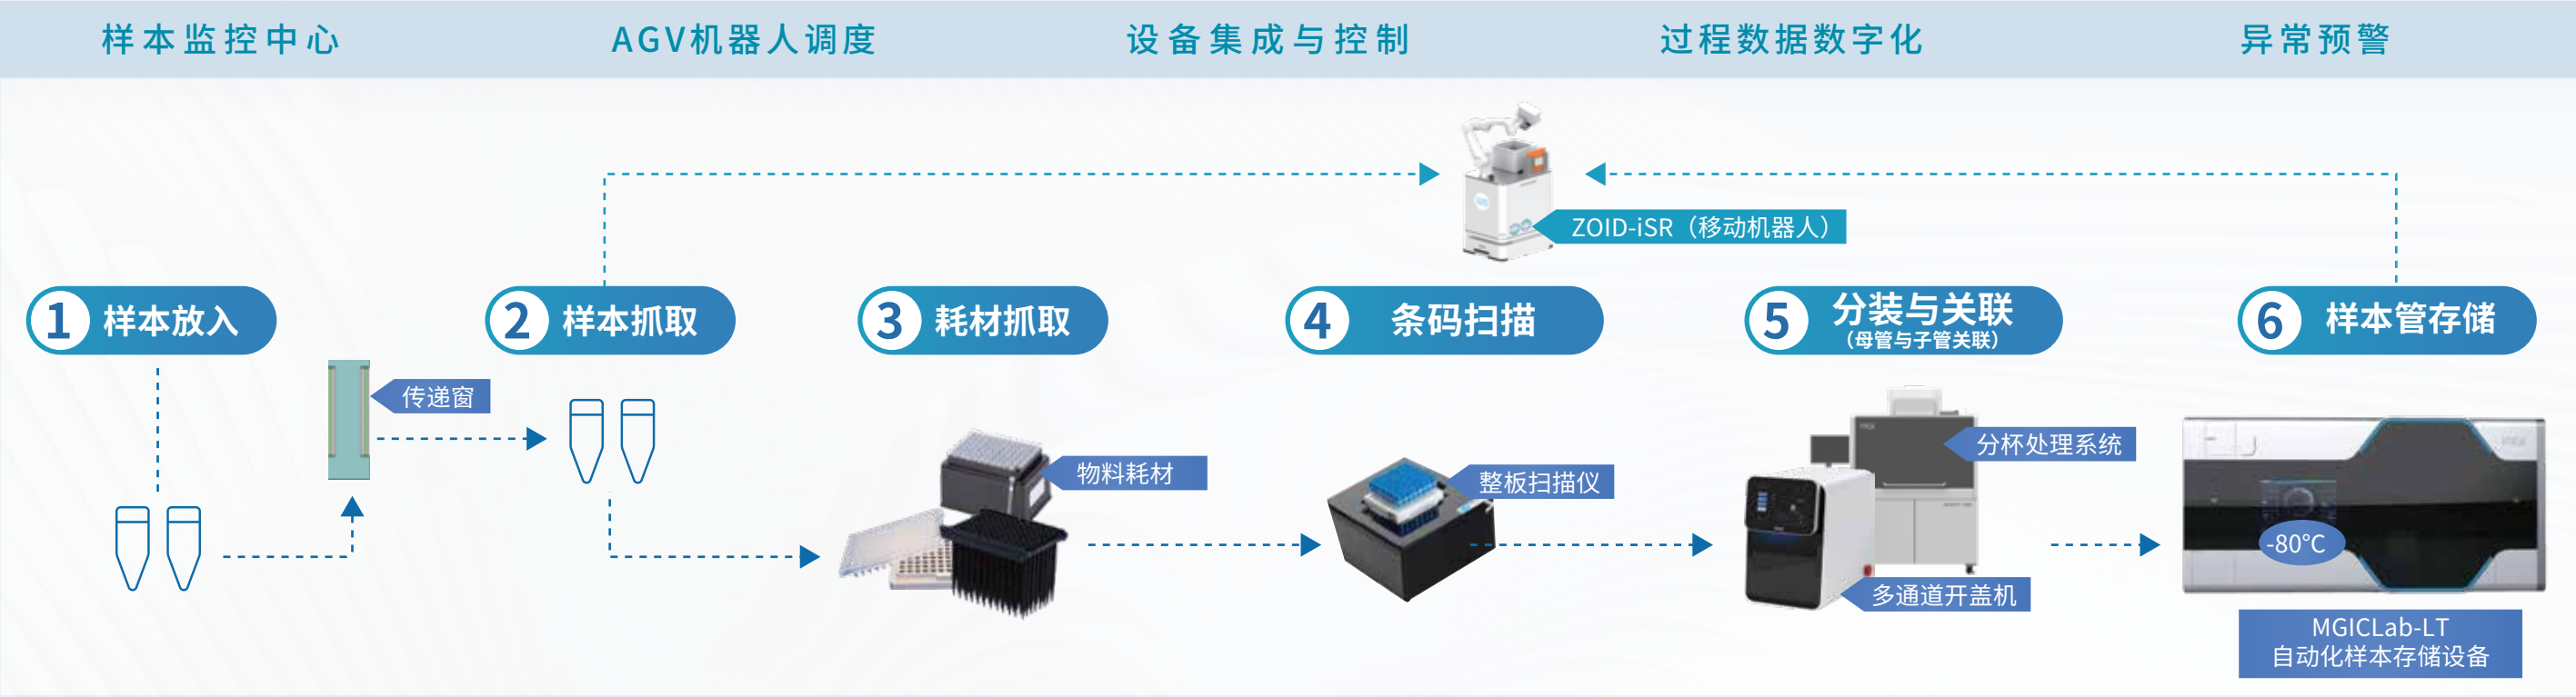 样本监控中心
AGV机器人调度
设备集成与控制
过程数据数字化
异常预警
ZOID-iSR（移动机器人）
1 样本放入
2 样本抓取
3 耗材抓取
4 条码扫描
5 分装与关联
（母管与子管关联）
6 样本管存储
传递窗
物料耗材
整板扫描仪
分杯处理系统
多通道开盖机
-80℃
MGICLab-LT
自动化样本存储设备